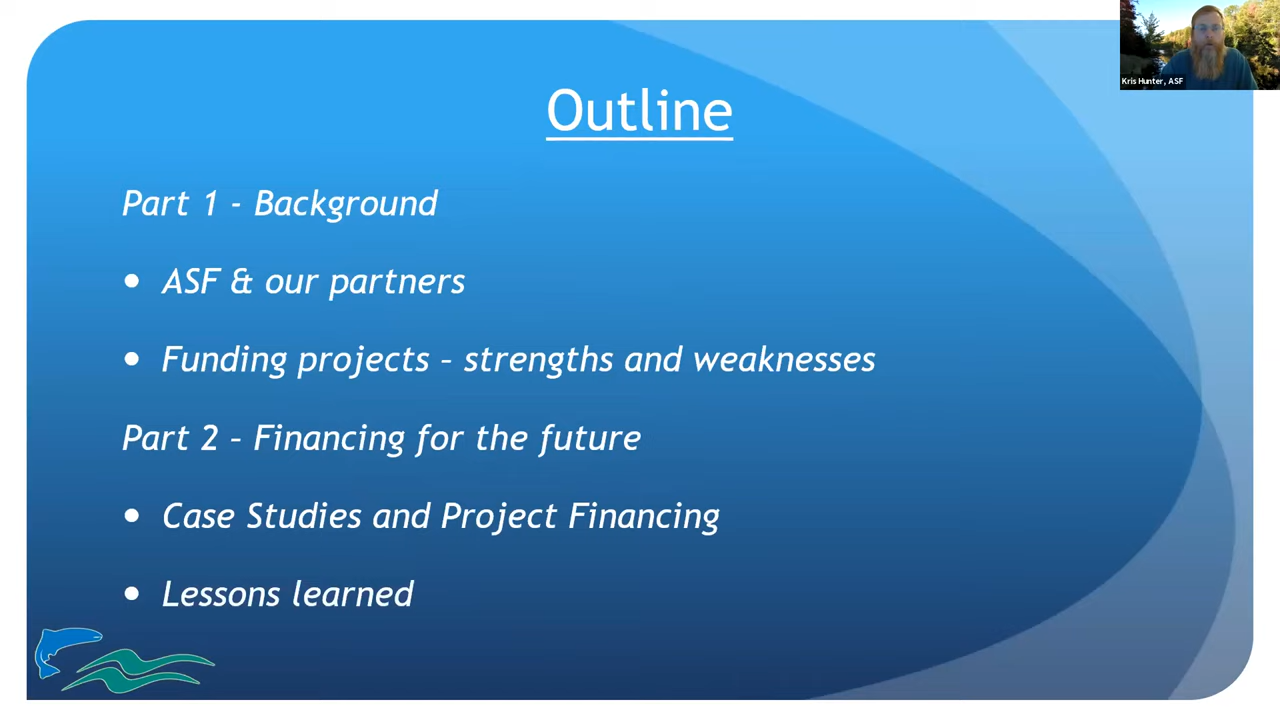 Kris Hunter, ASF
Outline
Part 1 - Background
• ASF & our partners
• Funding projects – strengths and weaknesses
Part 2 – Financing for the future
• Case Studies and Project Financing
• Lessons learned